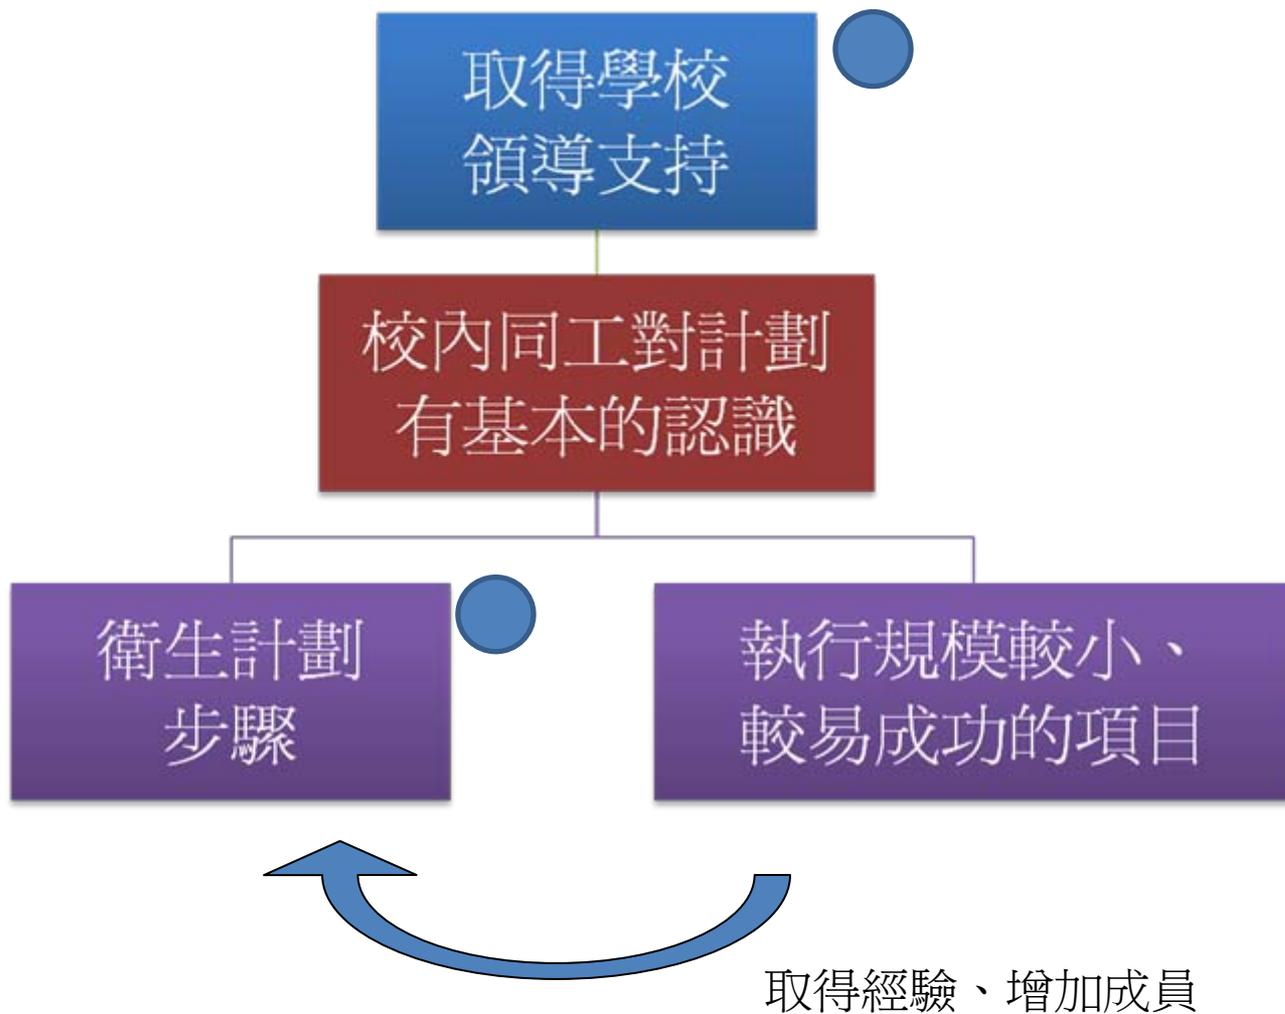 取得學校
領導支持
校內同工對計劃
有基本的認識
衛生計劃
步驟
執行規模較小、
較易成功的項目
取得經驗、增加成員